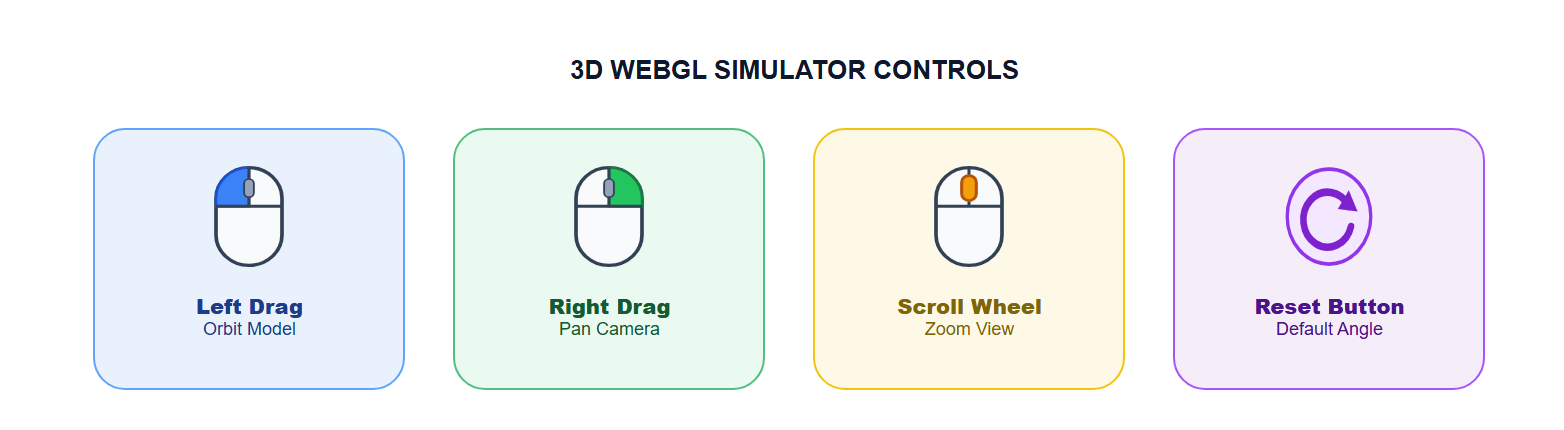 3D WEBGL SIMULATOR CONTROLS
Left Drag
Orbit Model
Right Drag
Pan Camera
Scroll Wheel
Zoom View
Reset Button
Default Angle